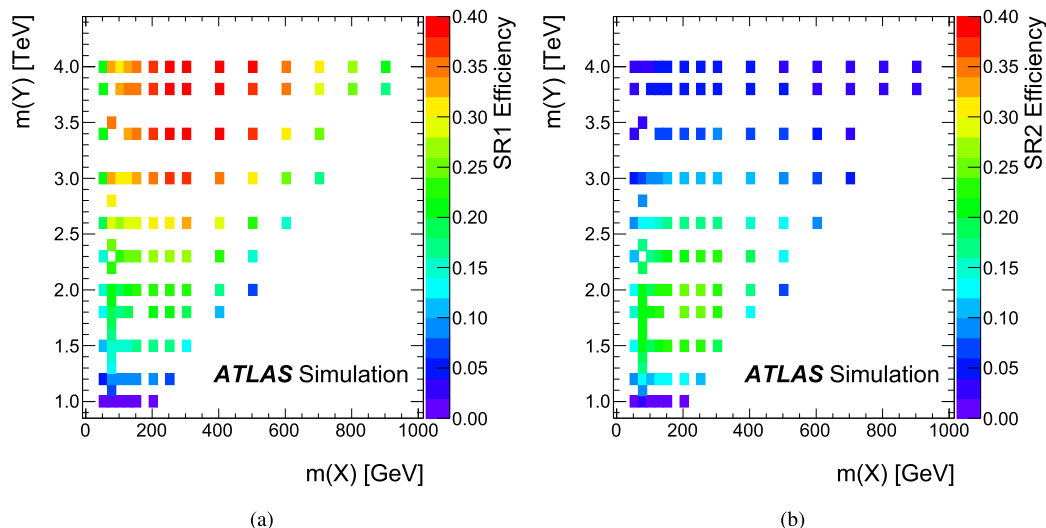 m(Y) [TeV]
4.0
3.5
3.0
2.5
2.0
1.5
1.0
0 200 400 600 800 1000
m(X) [GeV]
ATLAS Simulation
SR1 Efficiency
0.40
0.35
0.30
0.25
0.20
0.15
0.10
0.05
0.00
(a)
m(Y) [TeV]
4.0
3.5
3.0
2.5
2.0
1.5
1.0
0 200 400 600 800 1000
m(X) [GeV]
ATLAS Simulation
SR2 Efficiency
0.40
0.35
0.30
0.25
0.20
0.15
0.10
0.05
0.00
(b)